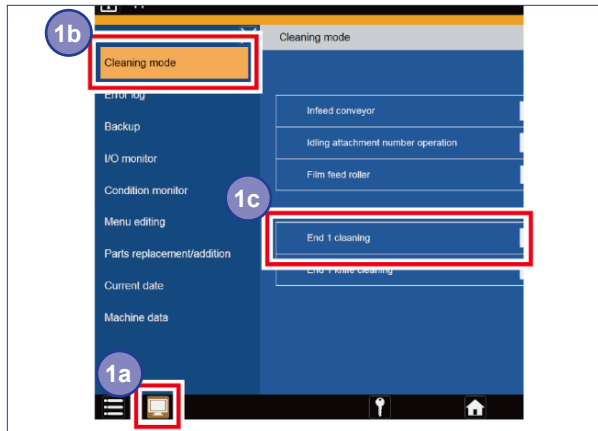 1b
Cleaning mode
Cleaning mode
Error log
Backup
I/O monitor
Condition monitor
Menu editing
Parts replacement/addition
Current date
Machine data
Infeed conveyor
Idling attachment number operation
Film feed roller
1c
End 1 cleaning
End 1 knife cleaning
1a